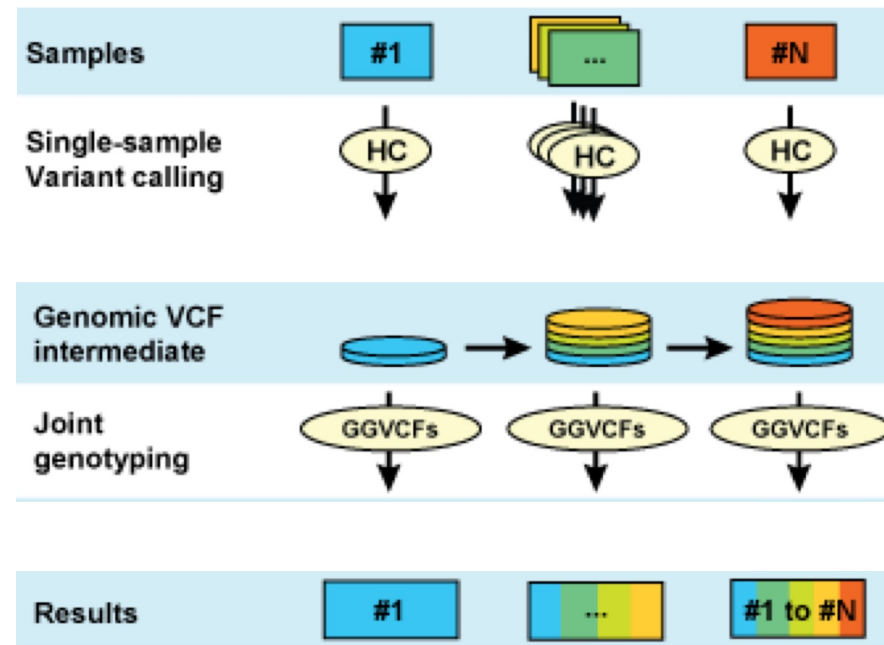 Samples
#1
...
#N
Single-sample
Variant calling
HC
HC
HC
Genomic VCF
intermediate
Joint
genotyping
GGVCFs
GGVCFs
GGVCFs
Results
#1
...
#1 to #N